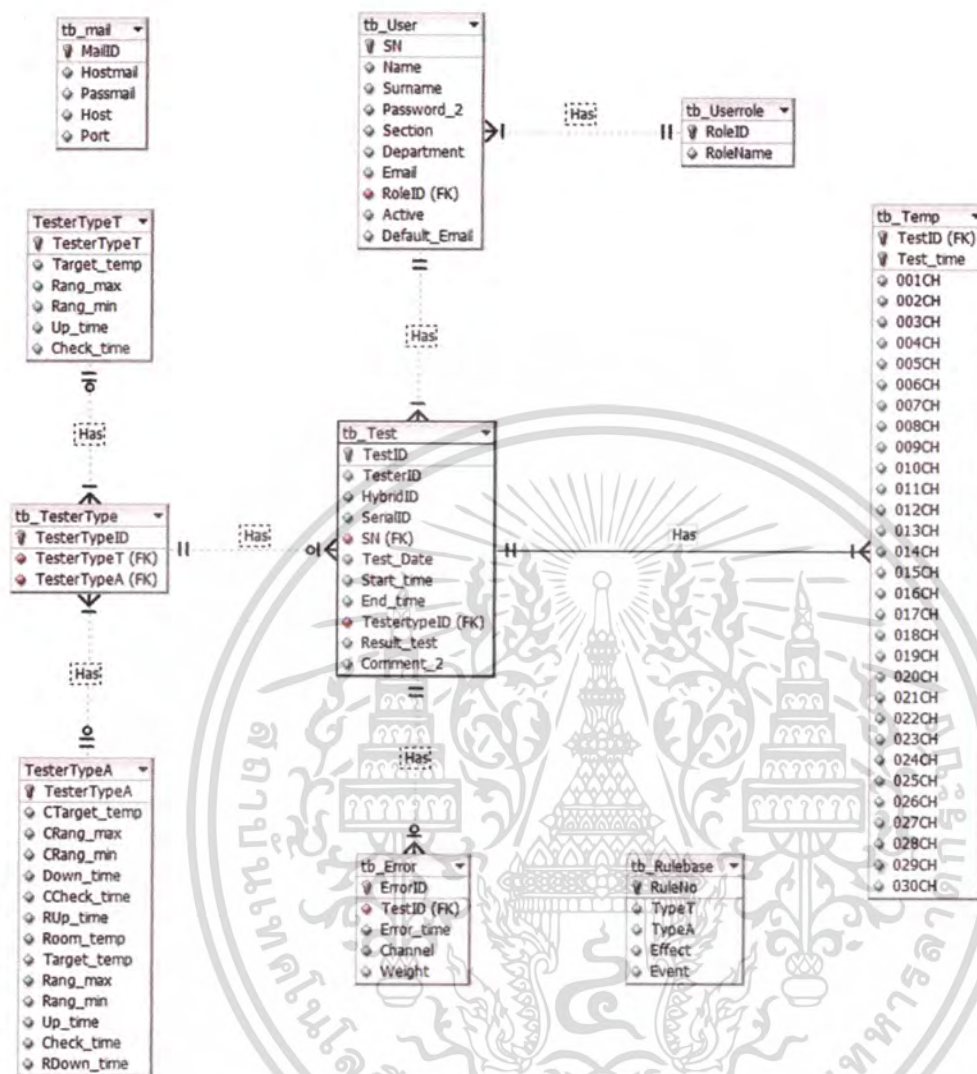 tb_mail
MailID
Hostmail
Passmail
Host
Port
tb_User
SN
Name
Surname
Password_2
Section
Department
Email
RoleID (FK)
Active
Default_Email
Has
tb_Userrole
RoleID
RoleName
TesterTypeT
TesterTypeT
Target_temp
Rang_max
Rang_min
Up_time
Check_time
Has
Has
tb_TesterType
TesterTypeID
TesterTypeT (FK)
TesterTypeA (FK)
Has
tb_Test
TestID
TesterID
HybridID
SerialID
SN (FK)
Test_Date
Start_time
End_time
TestertypeID (FK)
Result_test
Comment_2
Has
tb_Temp
TestID (FK)
Test_time
001CH
002CH
003CH
004CH
005CH
006CH
007CH
008CH
009CH
010CH
011CH
012CH
013CH
014CH
015CH
016CH
017CH
018CH
019CH
020CH
021CH
022CH
023CH
024CH
025CH
026CH
027CH
028CH
029CH
030CH
Has
TesterTypeA
TesterTypeA
CTarget_temp
CRang_max
CRang_min
Down_time
CCheck_time
RUp_time
Room_temp
Target_temp
Rang_max
Rang_min
Up_time
Check_time
RDown_time
Has
tb_Error
ErrorID
TestID (FK)
Error_time
Channel
Weight
tb_Rulebase
RuleNo
TypeT
TypeA
Effect
Event